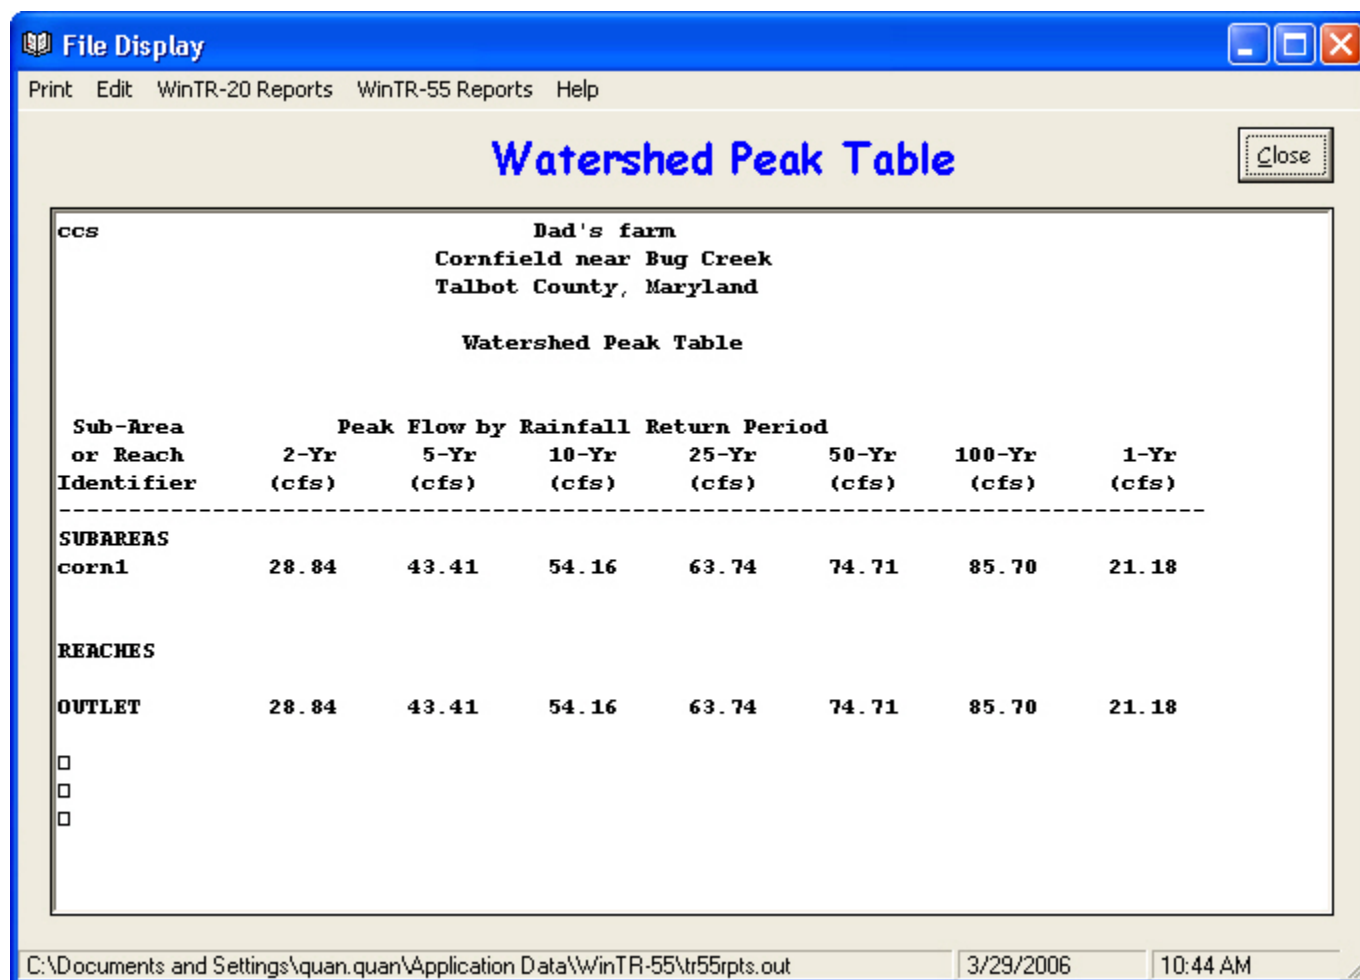 File Display
Print Edit WinTR-20 Reports WinTR-55 Reports Help
Watershed Peak Table
Close
ccs Dad's farm
Cornfield near Bug Creek
Talbot County, Maryland
Watershed Peak Table
Sub-Area Peak Flow by Rainfall Return Period
or Reach 2-Yr 5-Yr 10-Yr 25-Yr 50-Yr 100-Yr 1-Yr
Identifier (cfs) (cfs) (cfs) (cfs) (cfs) (cfs) (cfs)
----------------------------------------------------------------------------------
SUBAREAS
corn1 28.84 43.41 54.16 63.74 74.71 85.70 21.18
REACHES
OUTLET 28.84 43.41 54.16 63.74 74.71 85.70 21.18
C:\Documents and Settings\quan.quan\Application Data\WinTR-55\tr55rpts.out 3/29/2006 10:44 AM